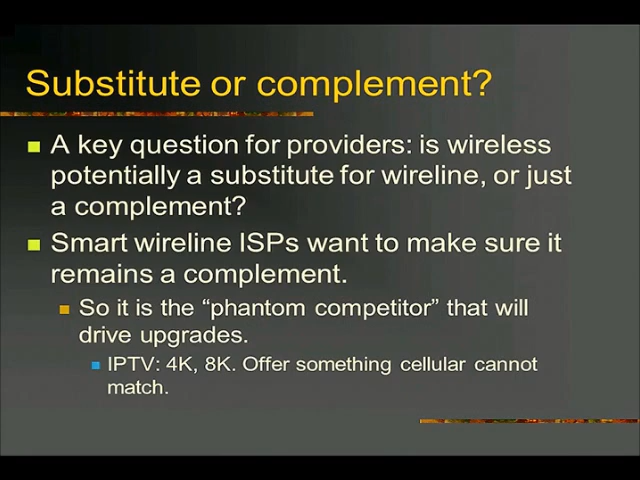 Substitute or complement?
A key question for providers: is wireless
potentially a substitute for wireline, or just
a complement?
Smart wireline ISPs want to make sure it
remains a complement.
So it is the “phantom competitor” that will
drive upgrades.
IPTV: 4K, 8K. Offer something cellular cannot
match.